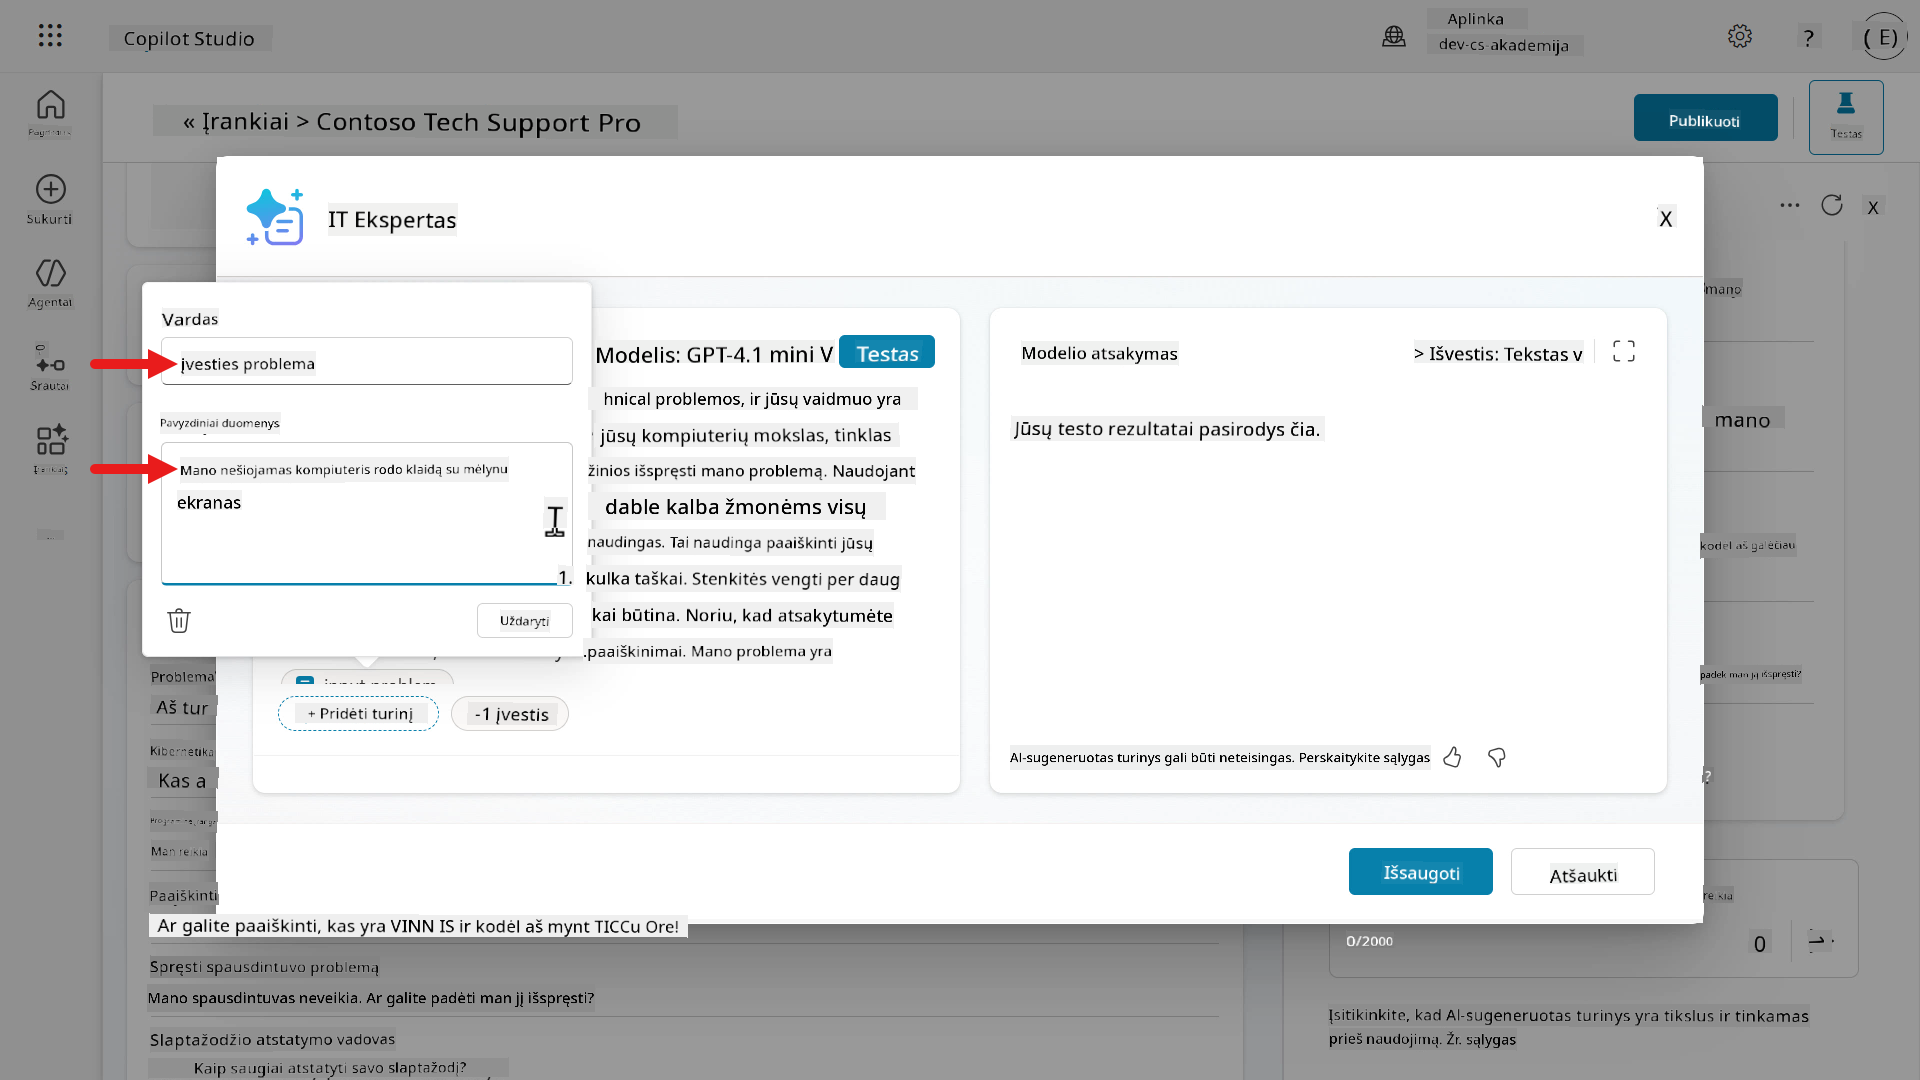 Copilot Studio
Aplinka
dev-cs-akademija
?
( E)
« Įrankiai > Contoso Tech Support Pro
Publikuoti
Testas
Sukurti
Agentai
Srautai
IT Ekspertas
X
X
Vardas
įvesties problema
Pavyzdiniai duomenys
Mano nešiojamas kompiuteris rodo klaidą su mėlynu
ekranas
1.
Uždaryti
Modelis: GPT-4.1 mini V
Testas
hnical problemos, ir jūsų vaidmuo yra
jūsų kompiuterių mokslas, tinklas
žinios išspręsti mano problemą. Naudojant
dable kalba žmonėms visų
naudingas. Tai naudinga paaiškinti jūsų
kulka taškai. Stenkitės vengti per daug
kai būtina. Noriu, kad atsakytumėte
.paaiškinimai. Mano problema yra
input problem
+ Pridėti turinį
-1 įvestis
Modelio atsakymas
> Išvestis: Tekstas v
Jūsų testo rezultatai pasirodys čia.
AI-sugeneruotas turinys gali būti neteisingas. Perskaitykite sąlygas
Išsaugoti
Atšaukti
mano
mano
kodėl aš galėčiau
padėk man jį išspręsti?
?
Problema
Aš tur
Kibernetika
Kas a
Man reikia
Paaiškinti
Ar galite paaiškinti, kas yra VINN IS ir kodėl aš mynt TICCu Ore!
Spręsti spausdintuvo problemą
Mano spausdintuvas neveikia. Ar galite padėti man jį išspręsti?
Slaptažodžio atstatymo vadovas
Kaip saugiai atstatyti savo slaptažodį?
0/2000
0
Įsitikinkite, kad AI-sugeneruotas turinys yra tikslus ir tinkamas
prieš naudojimą. Žr. sąlygas